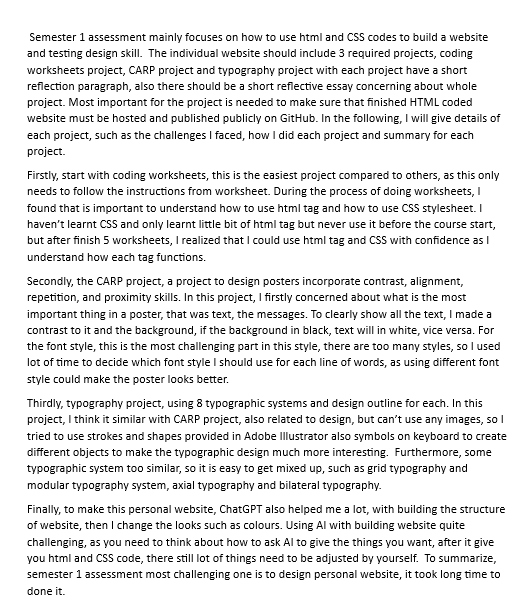 Semester 1 assessment mainly focuses on how to use html and CSS codes to build a website
and testing design skill.  The individual website should include 3 required projects, coding
worksheets project, CARP project and typography project with each project have a short
reflection paragraph, also there should be a short reflective essay concerning about whole
project. Most important for the project is needed to make sure that finished HTML coded
website must be hosted and published publicly on GitHub. In the following, I will give details of
each project, such as the challenges I faced, how I did each project and summary for each
project.
Firstly, start with coding worksheets, this is the easiest project compared to others, as this only
needs to follow the instructions from worksheet. During the process of doing worksheets, I
found that is important to understand how to use html tag and how to use CSS stylesheet. I
haven't learnt CSS and only learnt little bit of html tag but never use it before the course start,
but after finish 5 worksheets, I realized that I could use html tag and CSS with confidence as I
understand how each tag functions.
Secondly, the CARP project, a project to design posters incorporate contrast, alignment,
repetition, and proximity skills. In this project, I firstly concerned about what is the most
important thing in a poster, that was text, the messages. To clearly show all the text, I made a
contrast to it and the background, if the background in black, text will in white, vice versa. For
the font style, this is the most challenging part in this style, there are too many styles, so I used
lot of time to decide which font style I should use for each line of words, as using different font
style could make the poster looks better.
Thirdly, typography project, using 8 typographic systems and design outline for each. In this
project, I think it similar with CARP project, also related to design, but can't use any images, so I
tried to use strokes and shapes provided in Adobe Illustrator also symbols on keyboard to create
different objects to make the typographic design much more interesting.  Furthermore, some
typographic system too similar, so it is easy to get mixed up, such as grid typography and
modular typography system, axial typography and bilateral typography.
Finally, to make this personal website, ChatGPT also helped me a lot, with building the structure
of website, then I change the looks such as colours. Using AI with building website quite
challenging, as you need to think about how to ask AI to give the things you want, after it give
you html and CSS code, there still lot of things need to be adjusted by yourself.  To summarize,
semester 1 assessment most challenging one is to design personal website, it took long time to
done it.